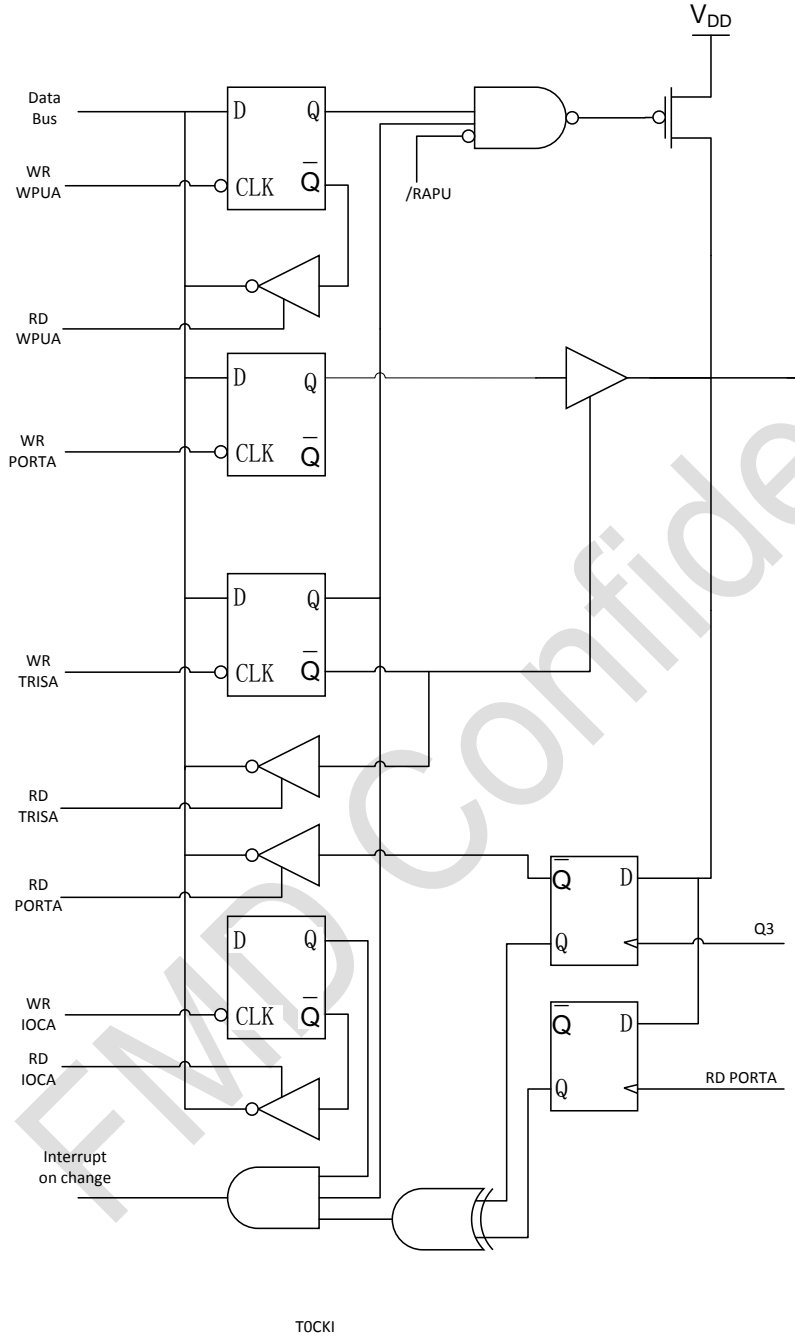 VDD
Data
Bus
D
Q
WR
WPUA
CLK
Q̅
/RAPU
RD
WPUA
D
Q
WR
PORTA
CLK
Q̅
D
Q
WR
TRISA
CLK
Q̅
RD
TRISA
RD
PORTA
Q̅
D
Q
Q3
D
Q
WR
IOCA
CLK
Q̅
RD
IOCA
Q̅
D
Q
RD PORTA
Interrupt
on change
T0CKI
FMD Confide